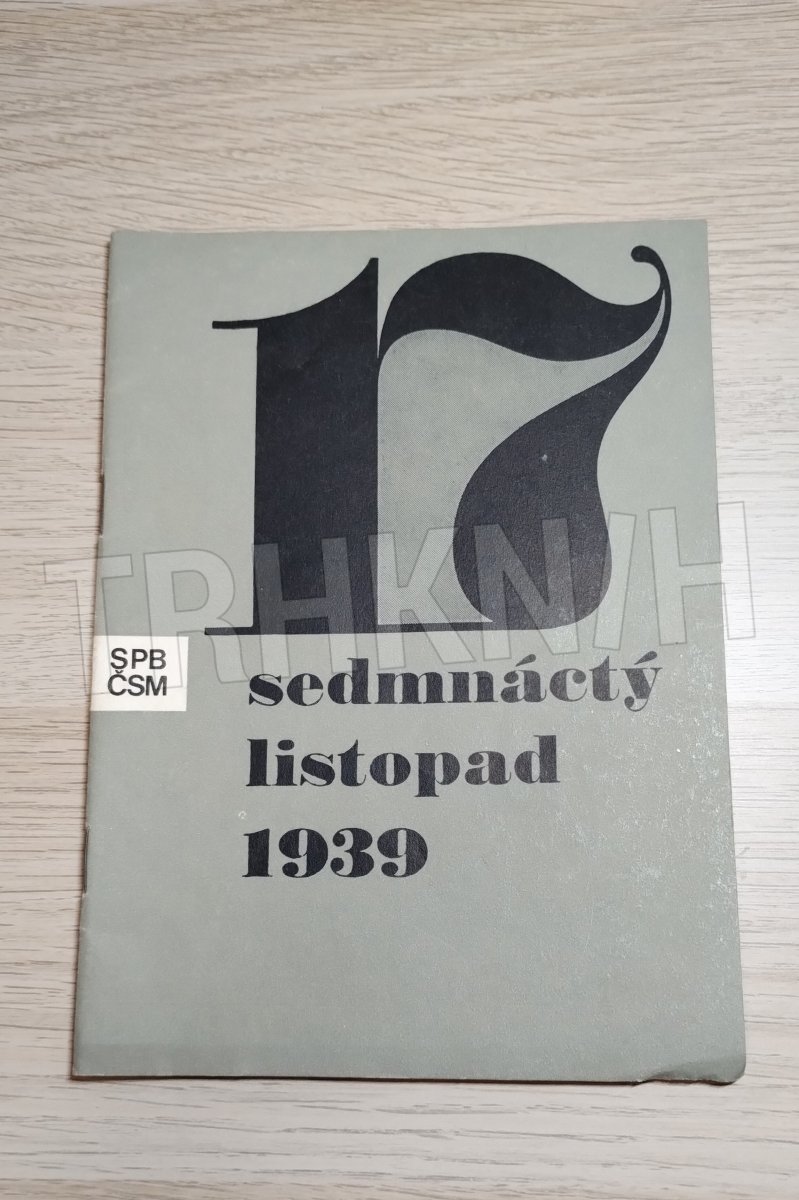 17
TRHKNIH
SPB
ČSM
sedmnáctý
listopad
1939